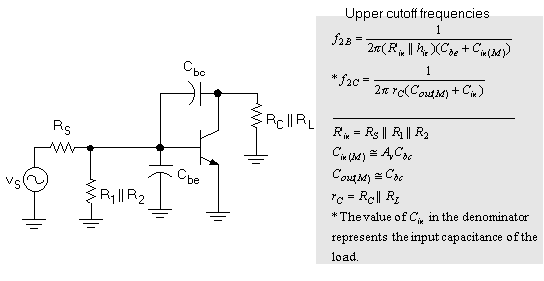 Upper cutoff frequencies
f₂B = 1 / 2π(R'in ∥ hie)(Cbe + Cin(M))
* f₂C = 1 / 2π rC(Cout(M) + Cin)
R'in = RS ∥ R1 ∥ R2
Cin(M) ≅ AvCbc
Cout(M) ≅ Cbc
rC = RC ∥ RL
* The value of Cin in the denominator
represents the input capacitance of the
load.
Cbc
RC ∥ RL
RS
Cbe
vS
R1 ∥ R2